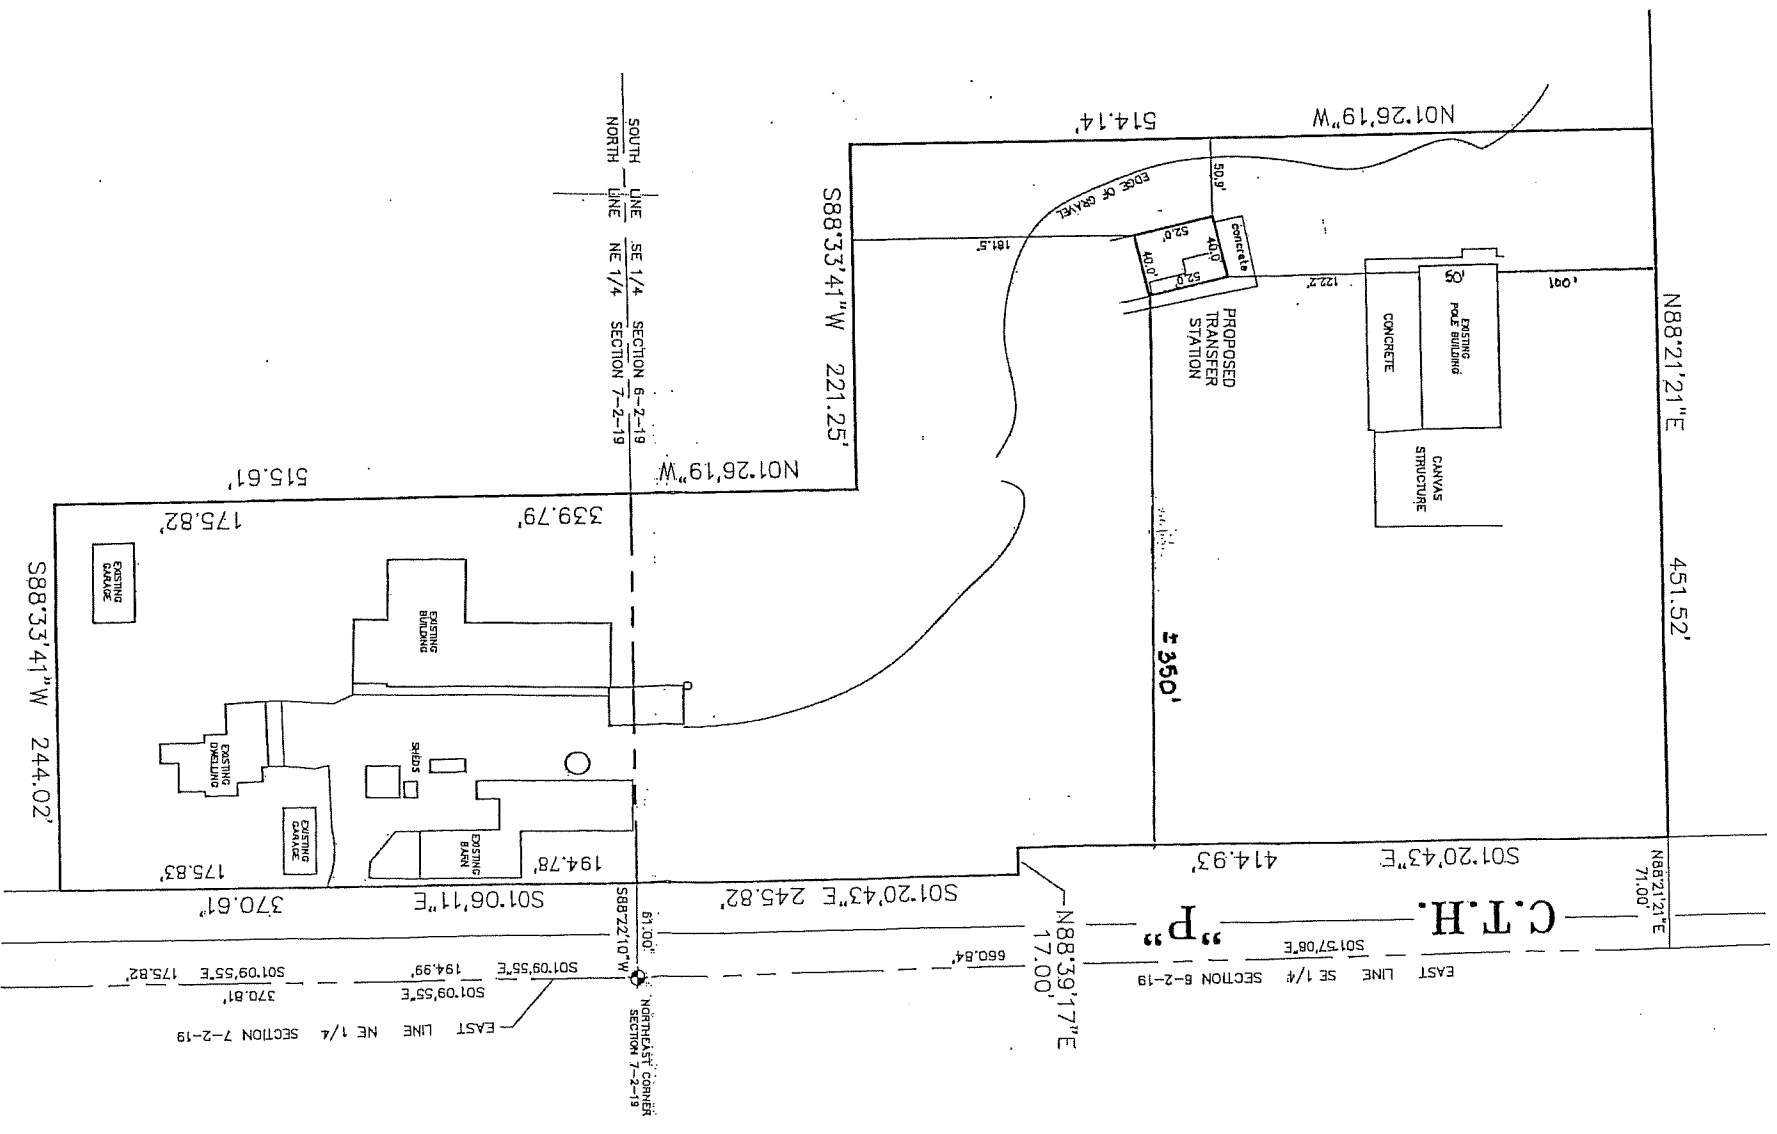 N01°26'19"W
514.14'
SOUTH LINE SE 1/4 SECTION 6-2-19
NORTH LINE NE 1/4 SECTION 7-2-19
S88°33'41"W 221.25'
EDGE OF GRAVEL
50.9'
181.5'
52.0'
40.0'
40.0'
52.0'
concrete
122.2'
PROPOSED
TRANSFER
STATION
CONCRETE
EXISTING
POLE BUILDING
CANVAS
STRUCTURE
N88°21'21"E
451.52'
± 350'
N01°26'19"W
515.61'
339.79'
175.82'
S88°33'41"W 244.02'
EXISTING
GARAGE
EXISTING
BUILDING
EXISTING
DWELLING
SHEDS
EXISTING
GARAGE
EXISTING
BARN
194.78'
175.83'
S01°06'11"E
370.61'
S01°20'43"E 245.82'
S01°20'43"E
414.93'
N88°21'21"E
71.00'
N88°39'17"E
17.00'
C.T.H. "P"
S01°57'08"E
660.84'
EAST LINE SE 1/4 SECTION 6-2-19
61.00'
S88°22'10"W
S01°09'55"E
194.99'
S01°09'55"E 175.82'
S01°09'55"E
370.81'
EAST LINE NE 1/4 SECTION 7-2-19
NORTHEAST CORNER
SECTION 7-2-19